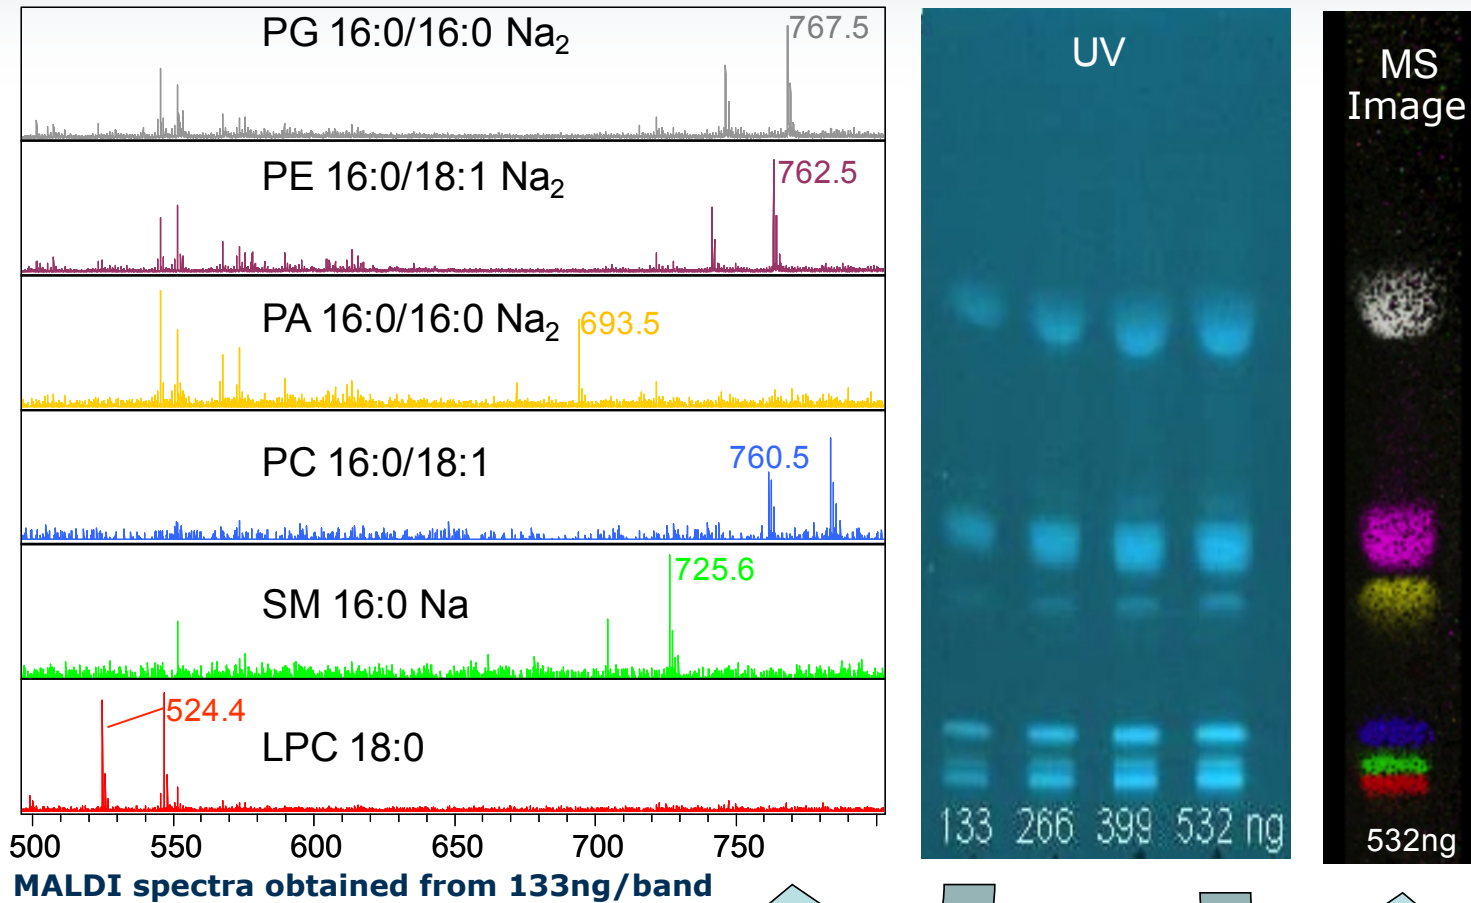 PG 16:0/16:0 Na₂
767.5
PE 16:0/18:1 Na₂
762.5
PA 16:0/16:0 Na₂
693.5
PC 16:0/18:1
760.5
SM 16:0 Na
725.6
524.4
LPC 18:0
500 550 600 650 700 750
MALDI spectra obtained from 133ng/band
UV
133 266 399 532 ng
MS
Image
532ng